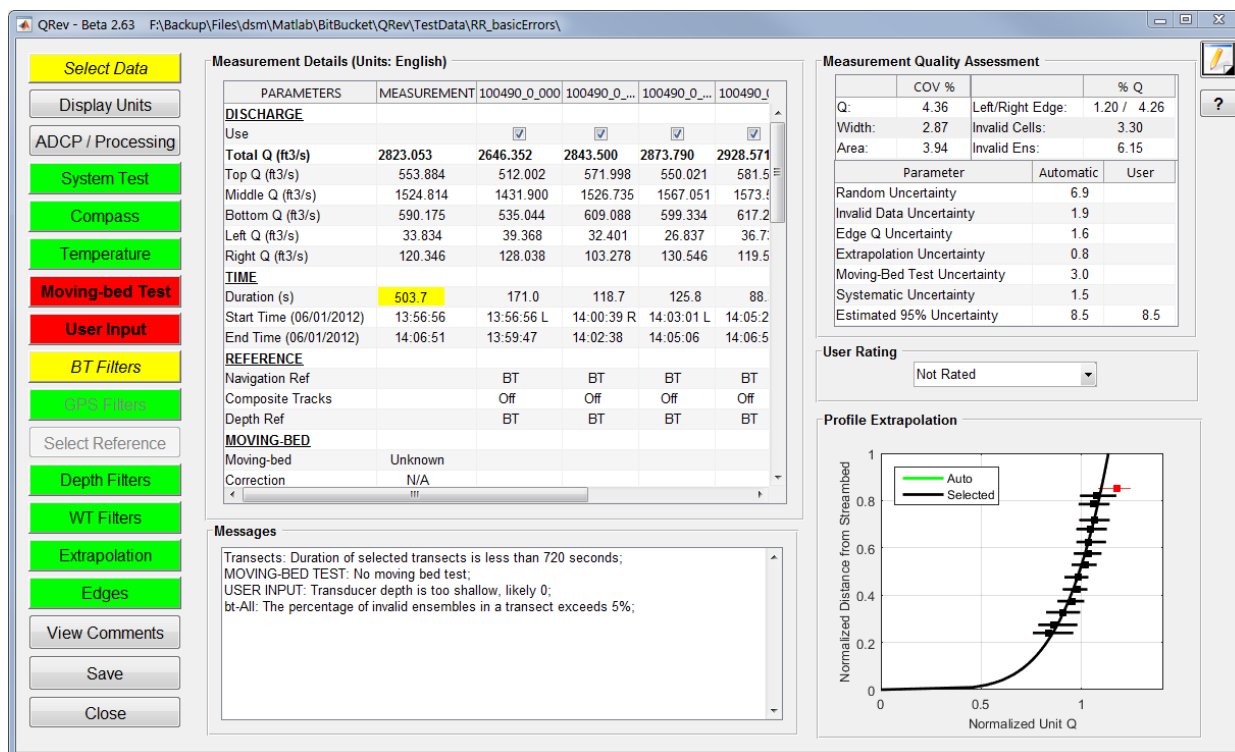 QRev - Beta 2.63 F:\Backup\Files\dsm\Matlab\BitBucket\QRev\TestData\RR_basicErrors\
Select Data
Display Units
ADCP / Processing
System Test
Compass
Temperature
Moving-bed Test
User Input
BT Filters
GPS Filters
Select Reference
Depth Filters
WT Filters
Extrapolation
Edges
View Comments
Save
Close
Measurement Details (Units: English)
PARAMETERS MEASUREMENT 100490_0_000 100490_0_... 100490_0_... 100490_(
DISCHARGE
Use
Total Q (ft3/s) 2823.053 2646.352 2843.500 2873.790 2928.571
Top Q (ft3/s) 553.884 512.002 571.998 550.021 581.5
Middle Q (ft3/s) 1524.814 1431.900 1526.735 1567.051 1573.5
Bottom Q (ft3/s) 590.175 535.044 609.088 599.334 617.2
Left Q (ft3/s) 33.834 39.368 32.401 26.837 36.7
Right Q (ft3/s) 120.346 128.038 103.278 130.546 119.5
TIME
Duration (s) 503.7 171.0 118.7 125.8 88.
Start Time (06/01/2012) 13:56:56 13:56:56 L 14:00:39 R 14:03:01 L 14:05:2
End Time (06/01/2012) 14:06:51 13:59:47 14:02:38 14:05:06 14:06:5
REFERENCE
Navigation Ref BT BT BT BT
Composite Tracks Off Off Off Off
Depth Ref BT BT BT BT
MOVING-BED
Moving-bed Unknown
Correction N/A
Messages
Transects: Duration of selected transects is less than 720 seconds;
MOVING-BED TEST: No moving bed test;
USER INPUT: Transducer depth is too shallow, likely 0;
bt-All: The percentage of invalid ensembles in a transect exceeds 5%;
Measurement Quality Assessment
COV % % Q
Q: 4.36 Left/Right Edge: 1.20 / 4.26
Width: 2.87 Invalid Cells: 3.30
Area: 3.94 Invalid Ens: 6.15
Parameter Automatic User
Random Uncertainty 6.9
Invalid Data Uncertainty 1.9
Edge Q Uncertainty 1.6
Extrapolation Uncertainty 0.8
Moving-Bed Test Uncertainty 3.0
Systematic Uncertainty 1.5
Estimated 95% Uncertainty 8.5 8.5
?
User Rating
Not Rated
Profile Extrapolation
Auto
Selected
Normalized Distance from Streambed
1
0.8
0.6
0.4
0.2
0
0 0.5 1
Normalized Unit Q